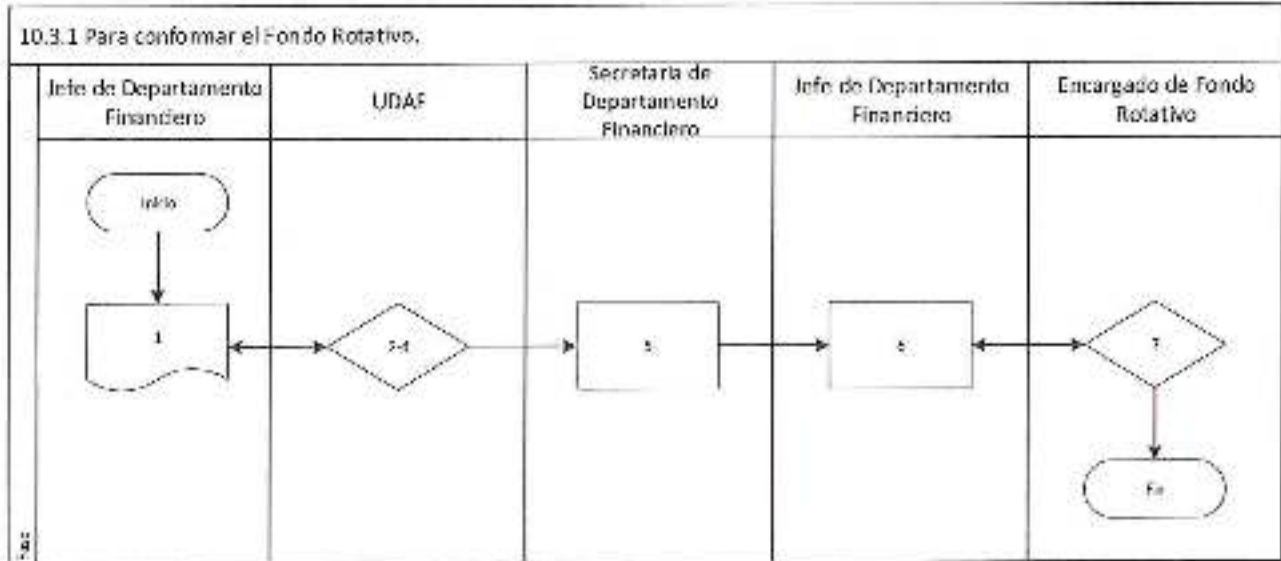 10.3.1 Para conformar el Fondo Rotativo.
Jefe de Departamento
Financiero
UDAF
Secretaria de
Departamento
Financiero
Jefe de Departamento
Financiero
Encargado de Fondo
Rotativo
Inicio
1
2-4
5
6
7
Fin